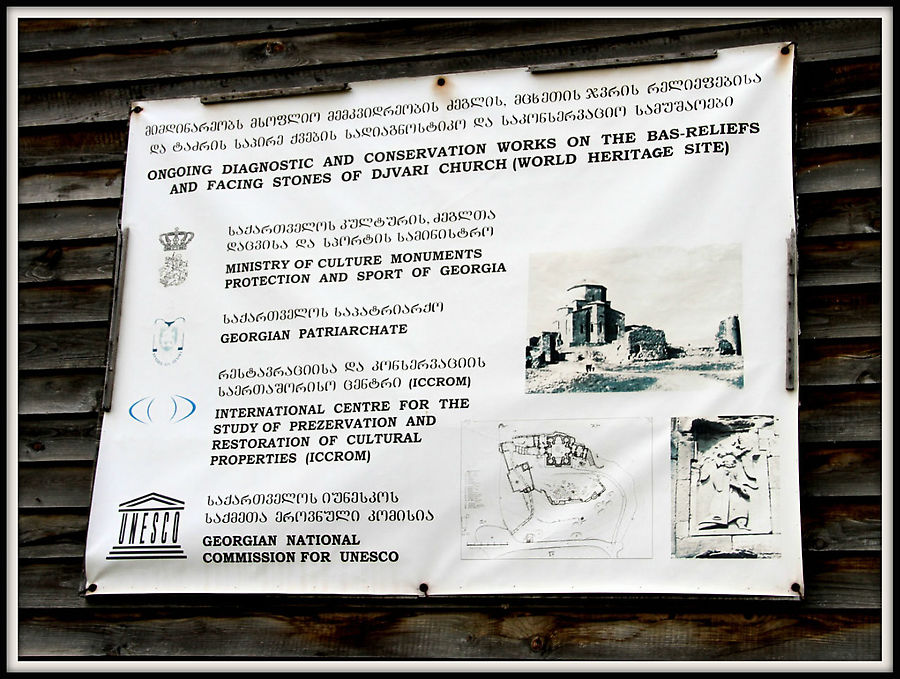 ᲛᲘᲛᲓᲘᲜᲐᲠᲔᲝᲑᲡ ᲛᲡᲝᲤᲚᲘᲝ ᲛᲔᲛᲙᲕᲘᲓᲠᲔᲝᲑᲘᲡ ᲫᲔᲒᲚᲘᲡ, ᲛᲪᲮᲔᲗᲘᲡ ᲯᲕᲠᲘᲡ ᲠᲔᲚᲘᲔᲤᲔᲑᲘᲡᲐ
ᲓᲐ ᲢᲐᲫᲠᲘᲡ ᲡᲐᲞᲘᲠᲔ ᲥᲕᲔᲑᲘᲡ ᲡᲐᲓᲘᲐᲒᲜᲝᲡᲢᲘᲙᲝ ᲓᲐ ᲡᲐᲙᲝᲜᲡᲔᲠᲕᲐᲪᲘᲝ ᲡᲐᲛᲣᲨᲐᲝᲔᲑᲘ
ONGOING DIAGNOSTIC AND CONSERVATION WORKS ON THE BAS-RELIEFS
AND FACING STONES OF DJVARI CHURCH (WORLD HERITAGE SITE)
ᲡᲐᲥᲐᲠᲗᲕᲔᲚᲝᲡ ᲙᲣᲚᲢᲣᲠᲘᲡ, ᲫᲔᲒᲚᲗᲐ
ᲓᲐᲪᲕᲘᲡᲐ ᲓᲐ ᲡᲞᲝᲠᲢᲘᲡ ᲡᲐᲛᲘᲜᲘᲡᲢᲠᲝ
MINISTRY OF CULTURE MONUMENTS
PROTECTION AND SPORT OF GEORGIA
ᲡᲐᲥᲐᲠᲗᲕᲔᲚᲝᲡ ᲡᲐᲞᲐᲢᲠᲘᲐᲠᲥᲝ
GEORGIAN PATRIARCHATE
ᲠᲔᲡᲢᲐᲕᲠᲐᲪᲘᲘᲡᲐ ᲓᲐ ᲙᲝᲜᲡᲔᲠᲕᲐᲪᲘᲘᲡ
ᲡᲐᲔᲠᲗᲐᲨᲝᲠᲘᲡᲝ ᲪᲔᲜᲢᲠᲘ (ICCROM)
INTERNATIONAL CENTRE FOR THE
STUDY OF PREZERVATION AND
RESTORATION OF CULTURAL
PROPERTIES (ICCROM)
UNESCO
ᲡᲐᲥᲐᲠᲗᲕᲔᲚᲝᲡ ᲘᲣᲜᲔᲡᲙᲝᲡ
ᲡᲐᲥᲛᲔᲗᲐ ᲔᲠᲝᲕᲜᲣᲚᲘ ᲙᲝᲛᲘᲡᲘᲐ
GEORGIAN NATIONAL
COMMISSION FOR UNESCO